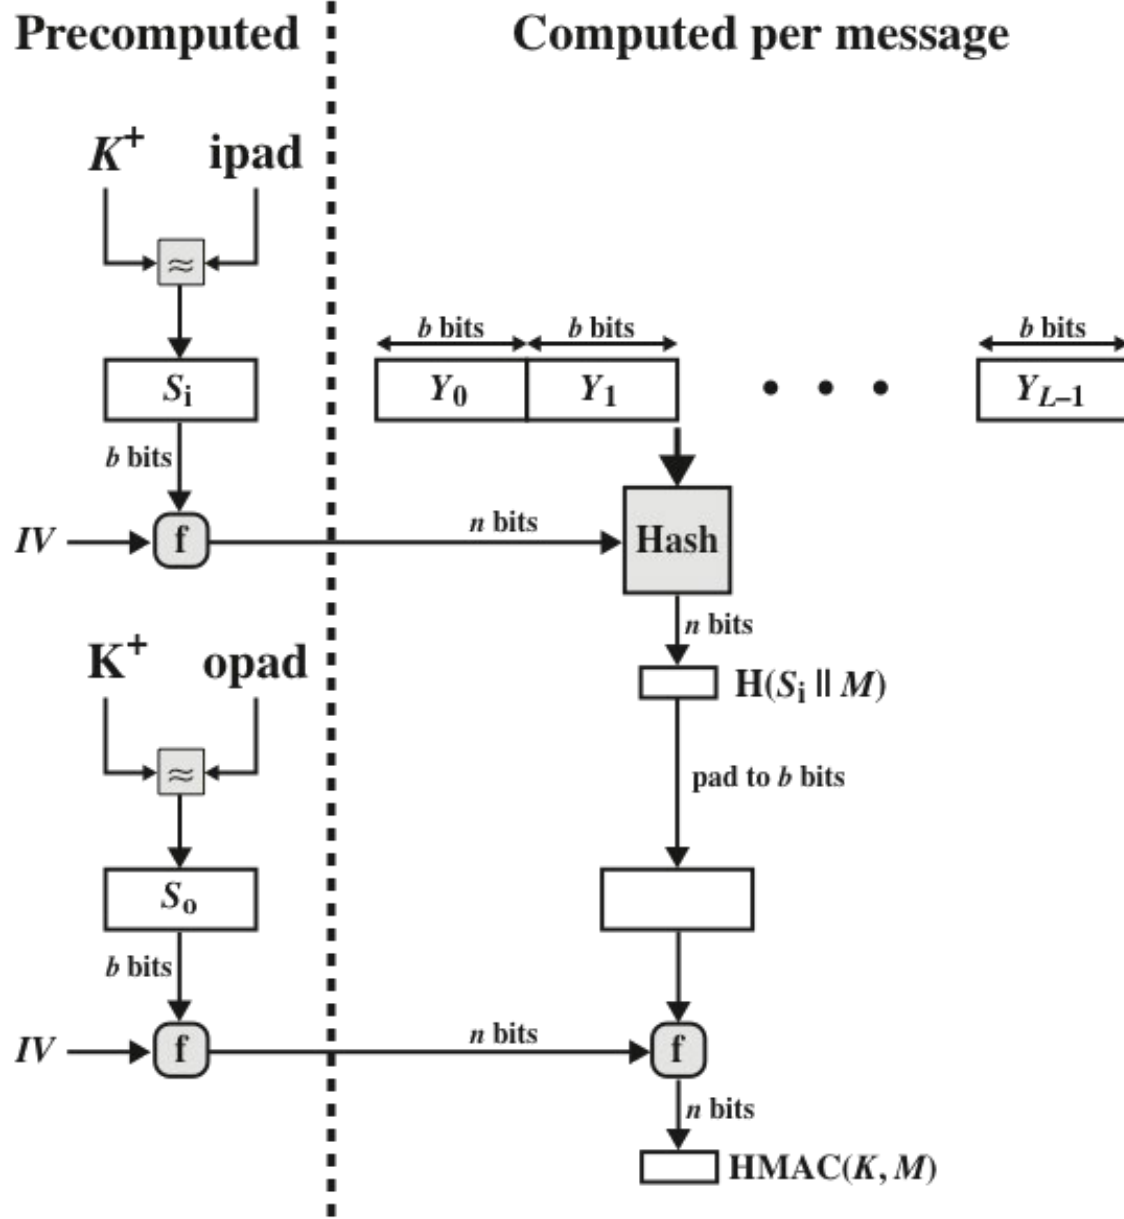 Precomputed
Computed per message
K⁺ ipad
≈
b bits b bits b bits
Sᵢ
Y₀ Y₁ • • • Y_L–1
b bits
IV f n bits Hash
n bits
K⁺ opad
H(Sᵢ || M)
≈
pad to b bits
Sₒ
b bits
IV f n bits f
n bits
HMAC(K, M)